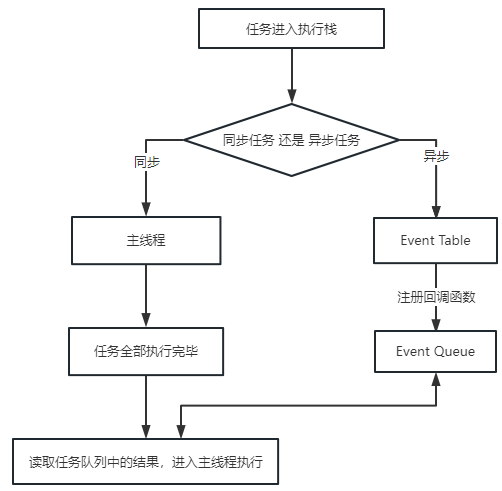 任务进入执行栈
同步任务 还是 异步任务
同步
异步
主线程
Event Table
注册回调函数
任务全部执行完毕
Event Queue
读取任务队列中的结果，进入主线程执行